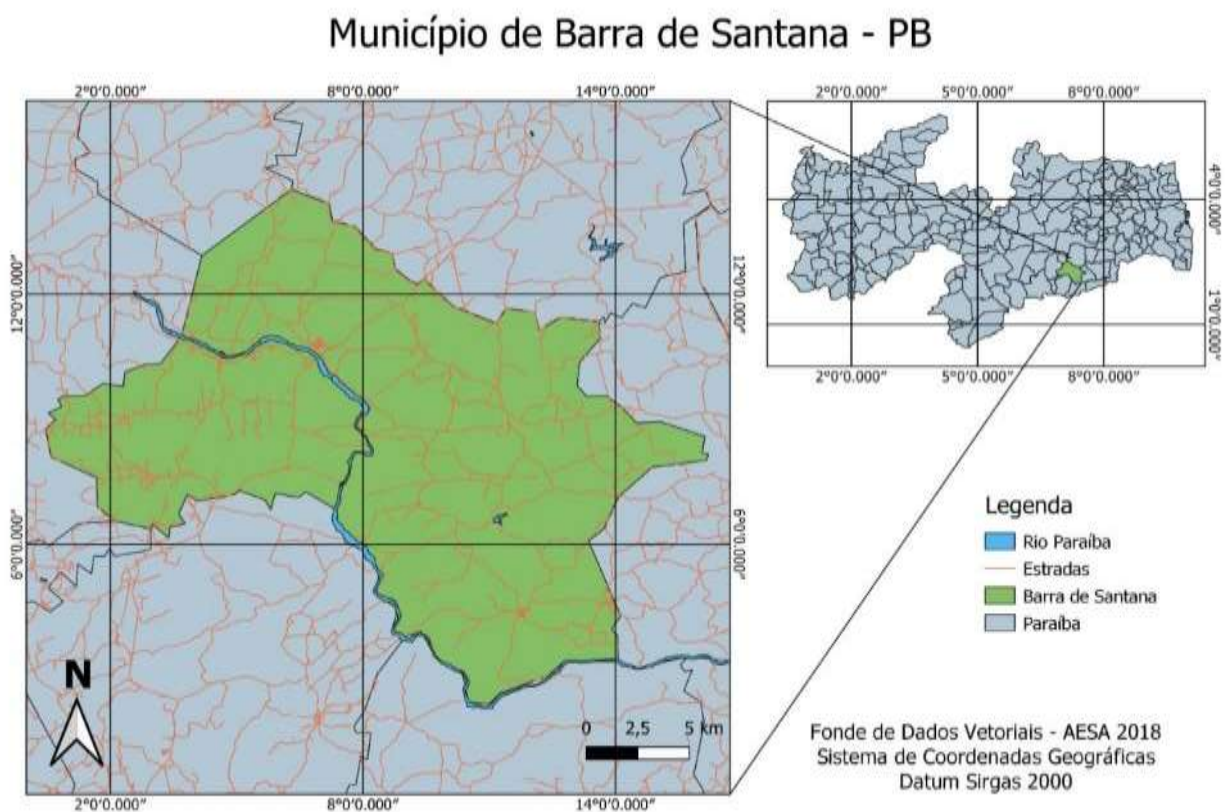 Município de Barra de Santana - PB
2°0'0.000" 8°0'0.000" 14°0'0.000"
12°0'0.000"
6°0'0.000"
12°0'0.000"
6°0'0.000"
N
0 2,5 5 km
2°0'0.000" 8°0'0.000" 14°0'0.000"
2°0'0.000" 5°0'0.000" 8°0'0.000"
4°0'0.000"
1°0'0.000"
2°0'0.000" 5°0'0.000" 8°0'0.000"
Legenda
Rio Paraíba
Estradas
Barra de Santana
Paraíba
Fonde de Dados Vetoriais - AESA 2018
Sistema de Coordenadas Geográficas
Datum Sirgas 2000